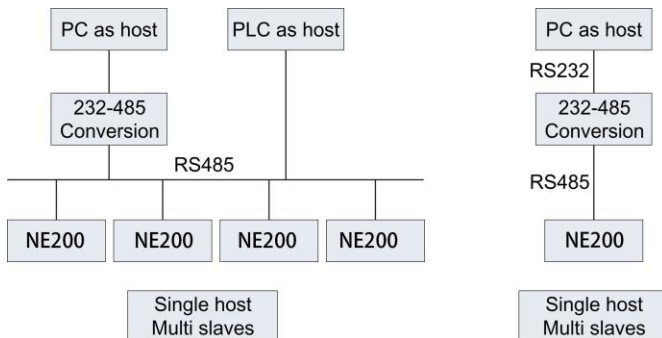 PC as host
PLC as host
232-485
Conversion
RS485
NE200
NE200
NE200
NE200
Single host
Multi slaves
PC as host
RS232
232-485
Conversion
RS485
NE200
Single host
Multi slaves